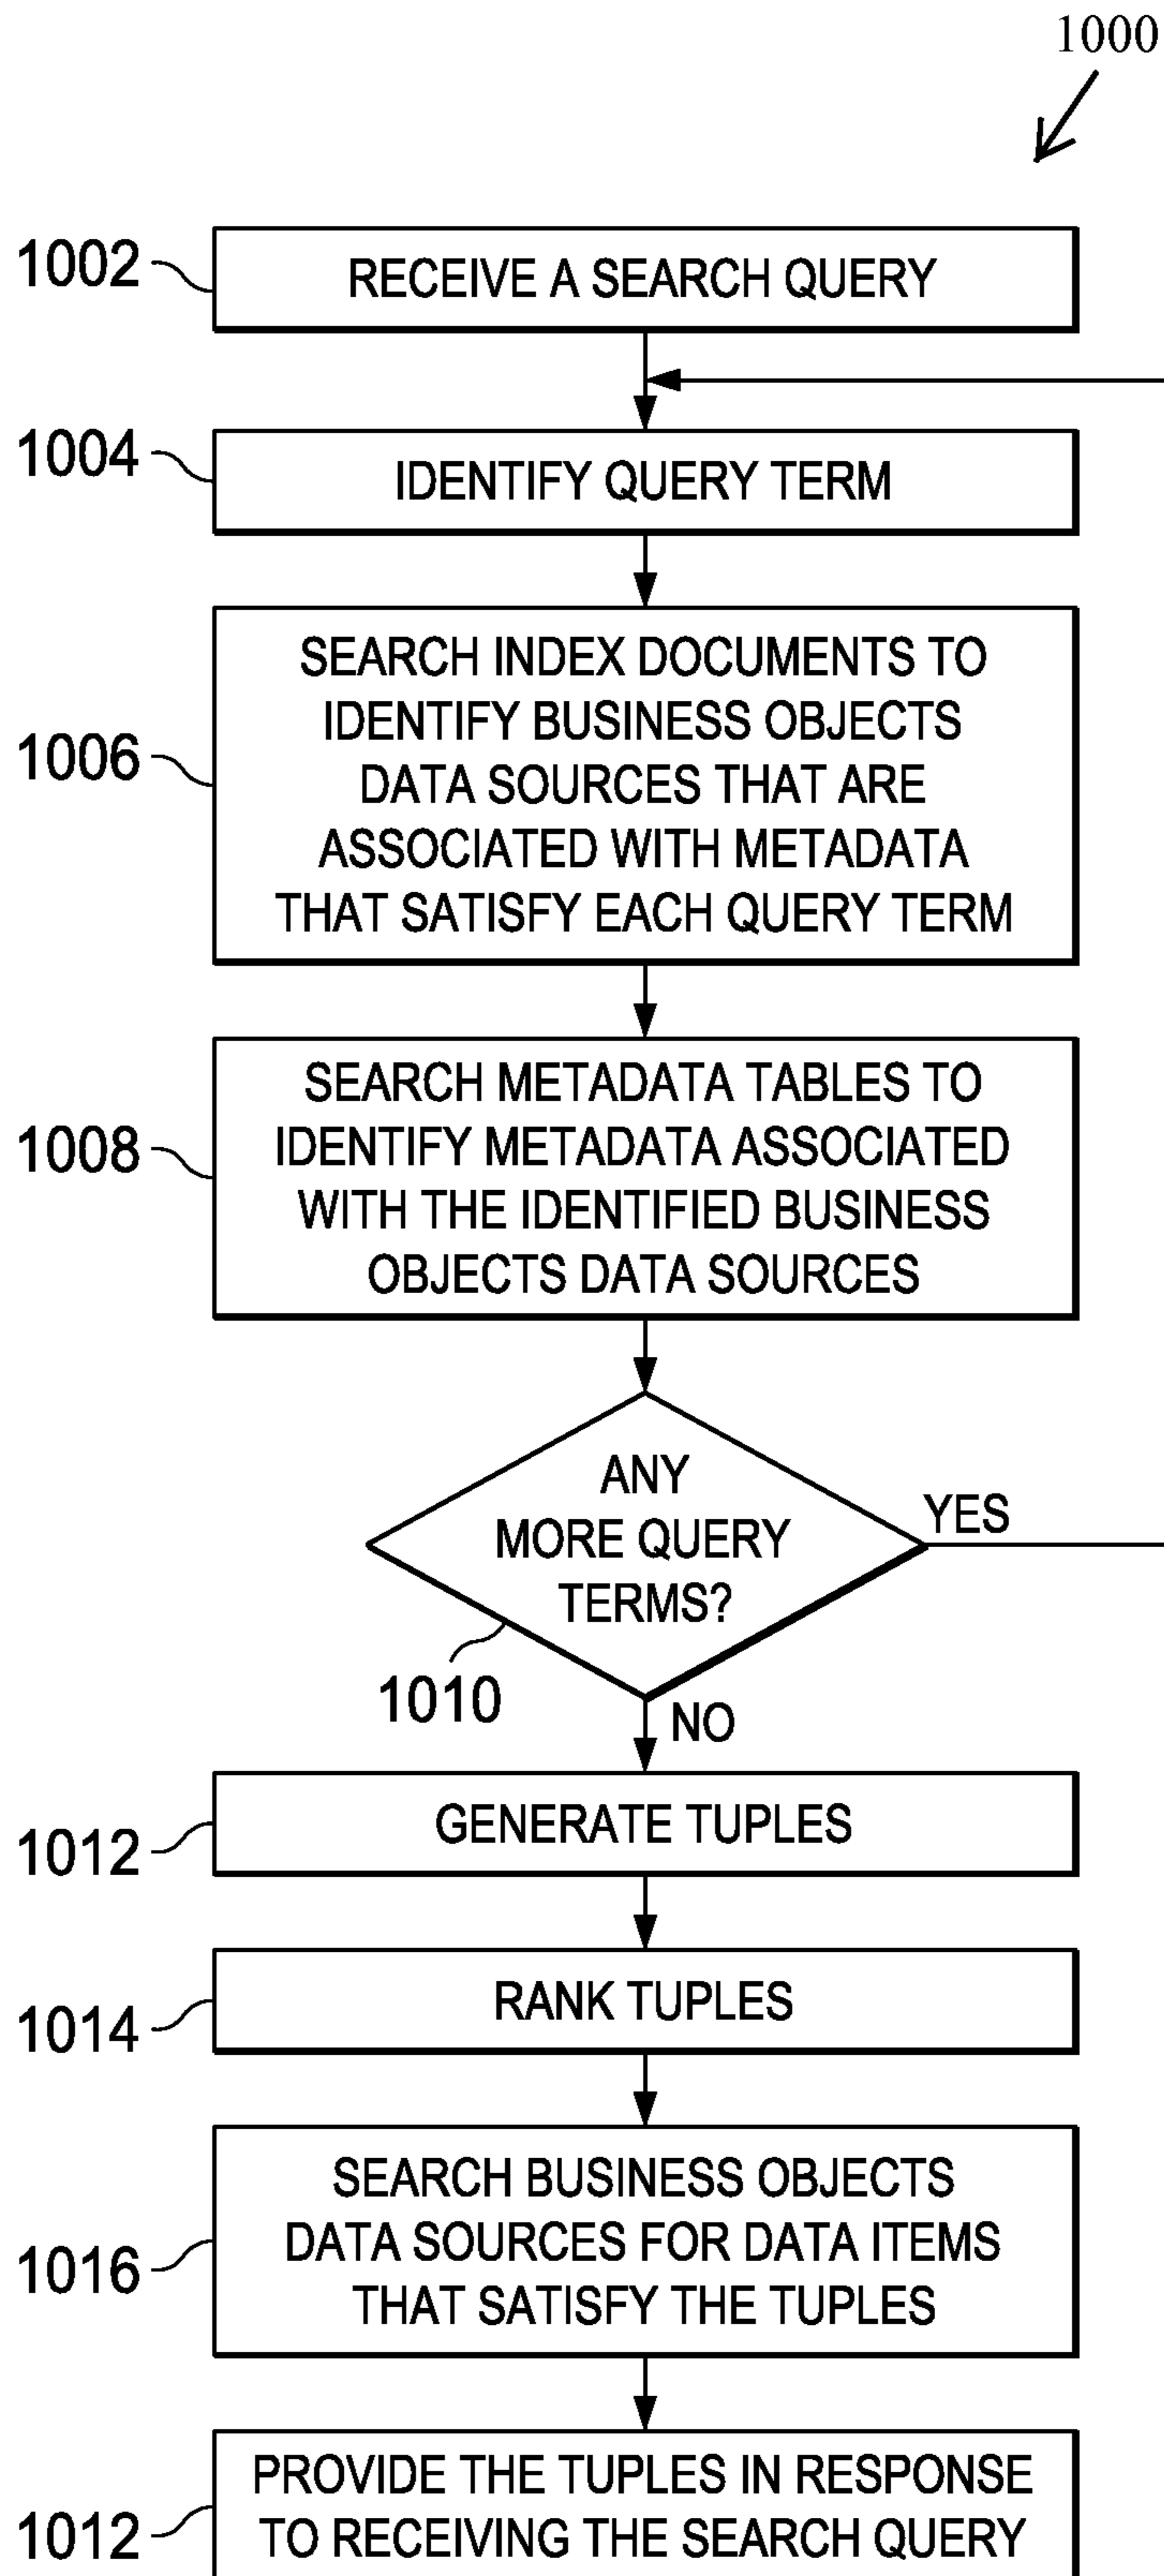 1000
1002
RECEIVE A SEARCH QUERY
1004
IDENTIFY QUERY TERM
1006
SEARCH INDEX DOCUMENTS TO
IDENTIFY BUSINESS OBJECTS
DATA SOURCES THAT ARE
ASSOCIATED WITH METADATA
THAT SATISFY EACH QUERY TERM
1008
SEARCH METADATA TABLES TO
IDENTIFY METADATA ASSOCIATED
WITH THE IDENTIFIED BUSINESS
OBJECTS DATA SOURCES
ANY
MORE QUERY
TERMS?
YES
1010
NO
1012
GENERATE TUPLES
1014
RANK TUPLES
1016
SEARCH BUSINESS OBJECTS
DATA SOURCES FOR DATA ITEMS
THAT SATISFY THE TUPLES
1012
PROVIDE THE TUPLES IN RESPONSE
TO RECEIVING THE SEARCH QUERY